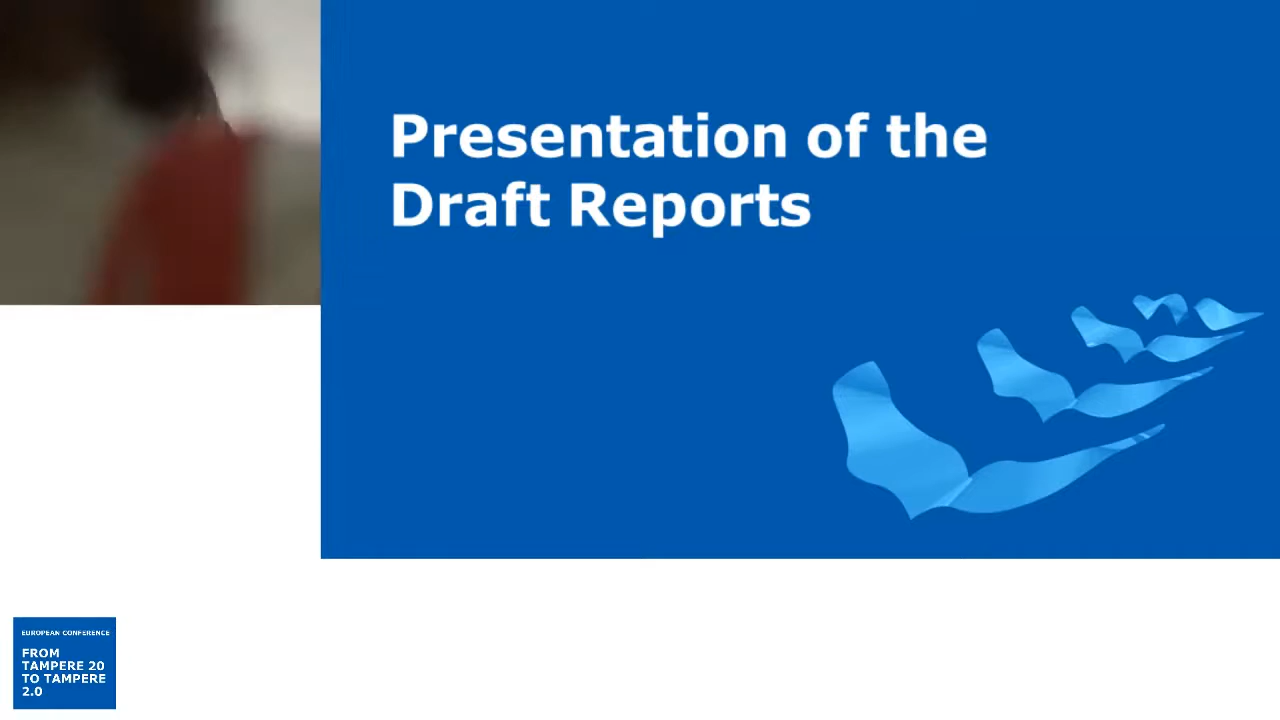 Presentation of the
Draft Reports
EUROPEAN CONFERENCE
FROM
TAMPERE 20
TO TAMPERE
2.0